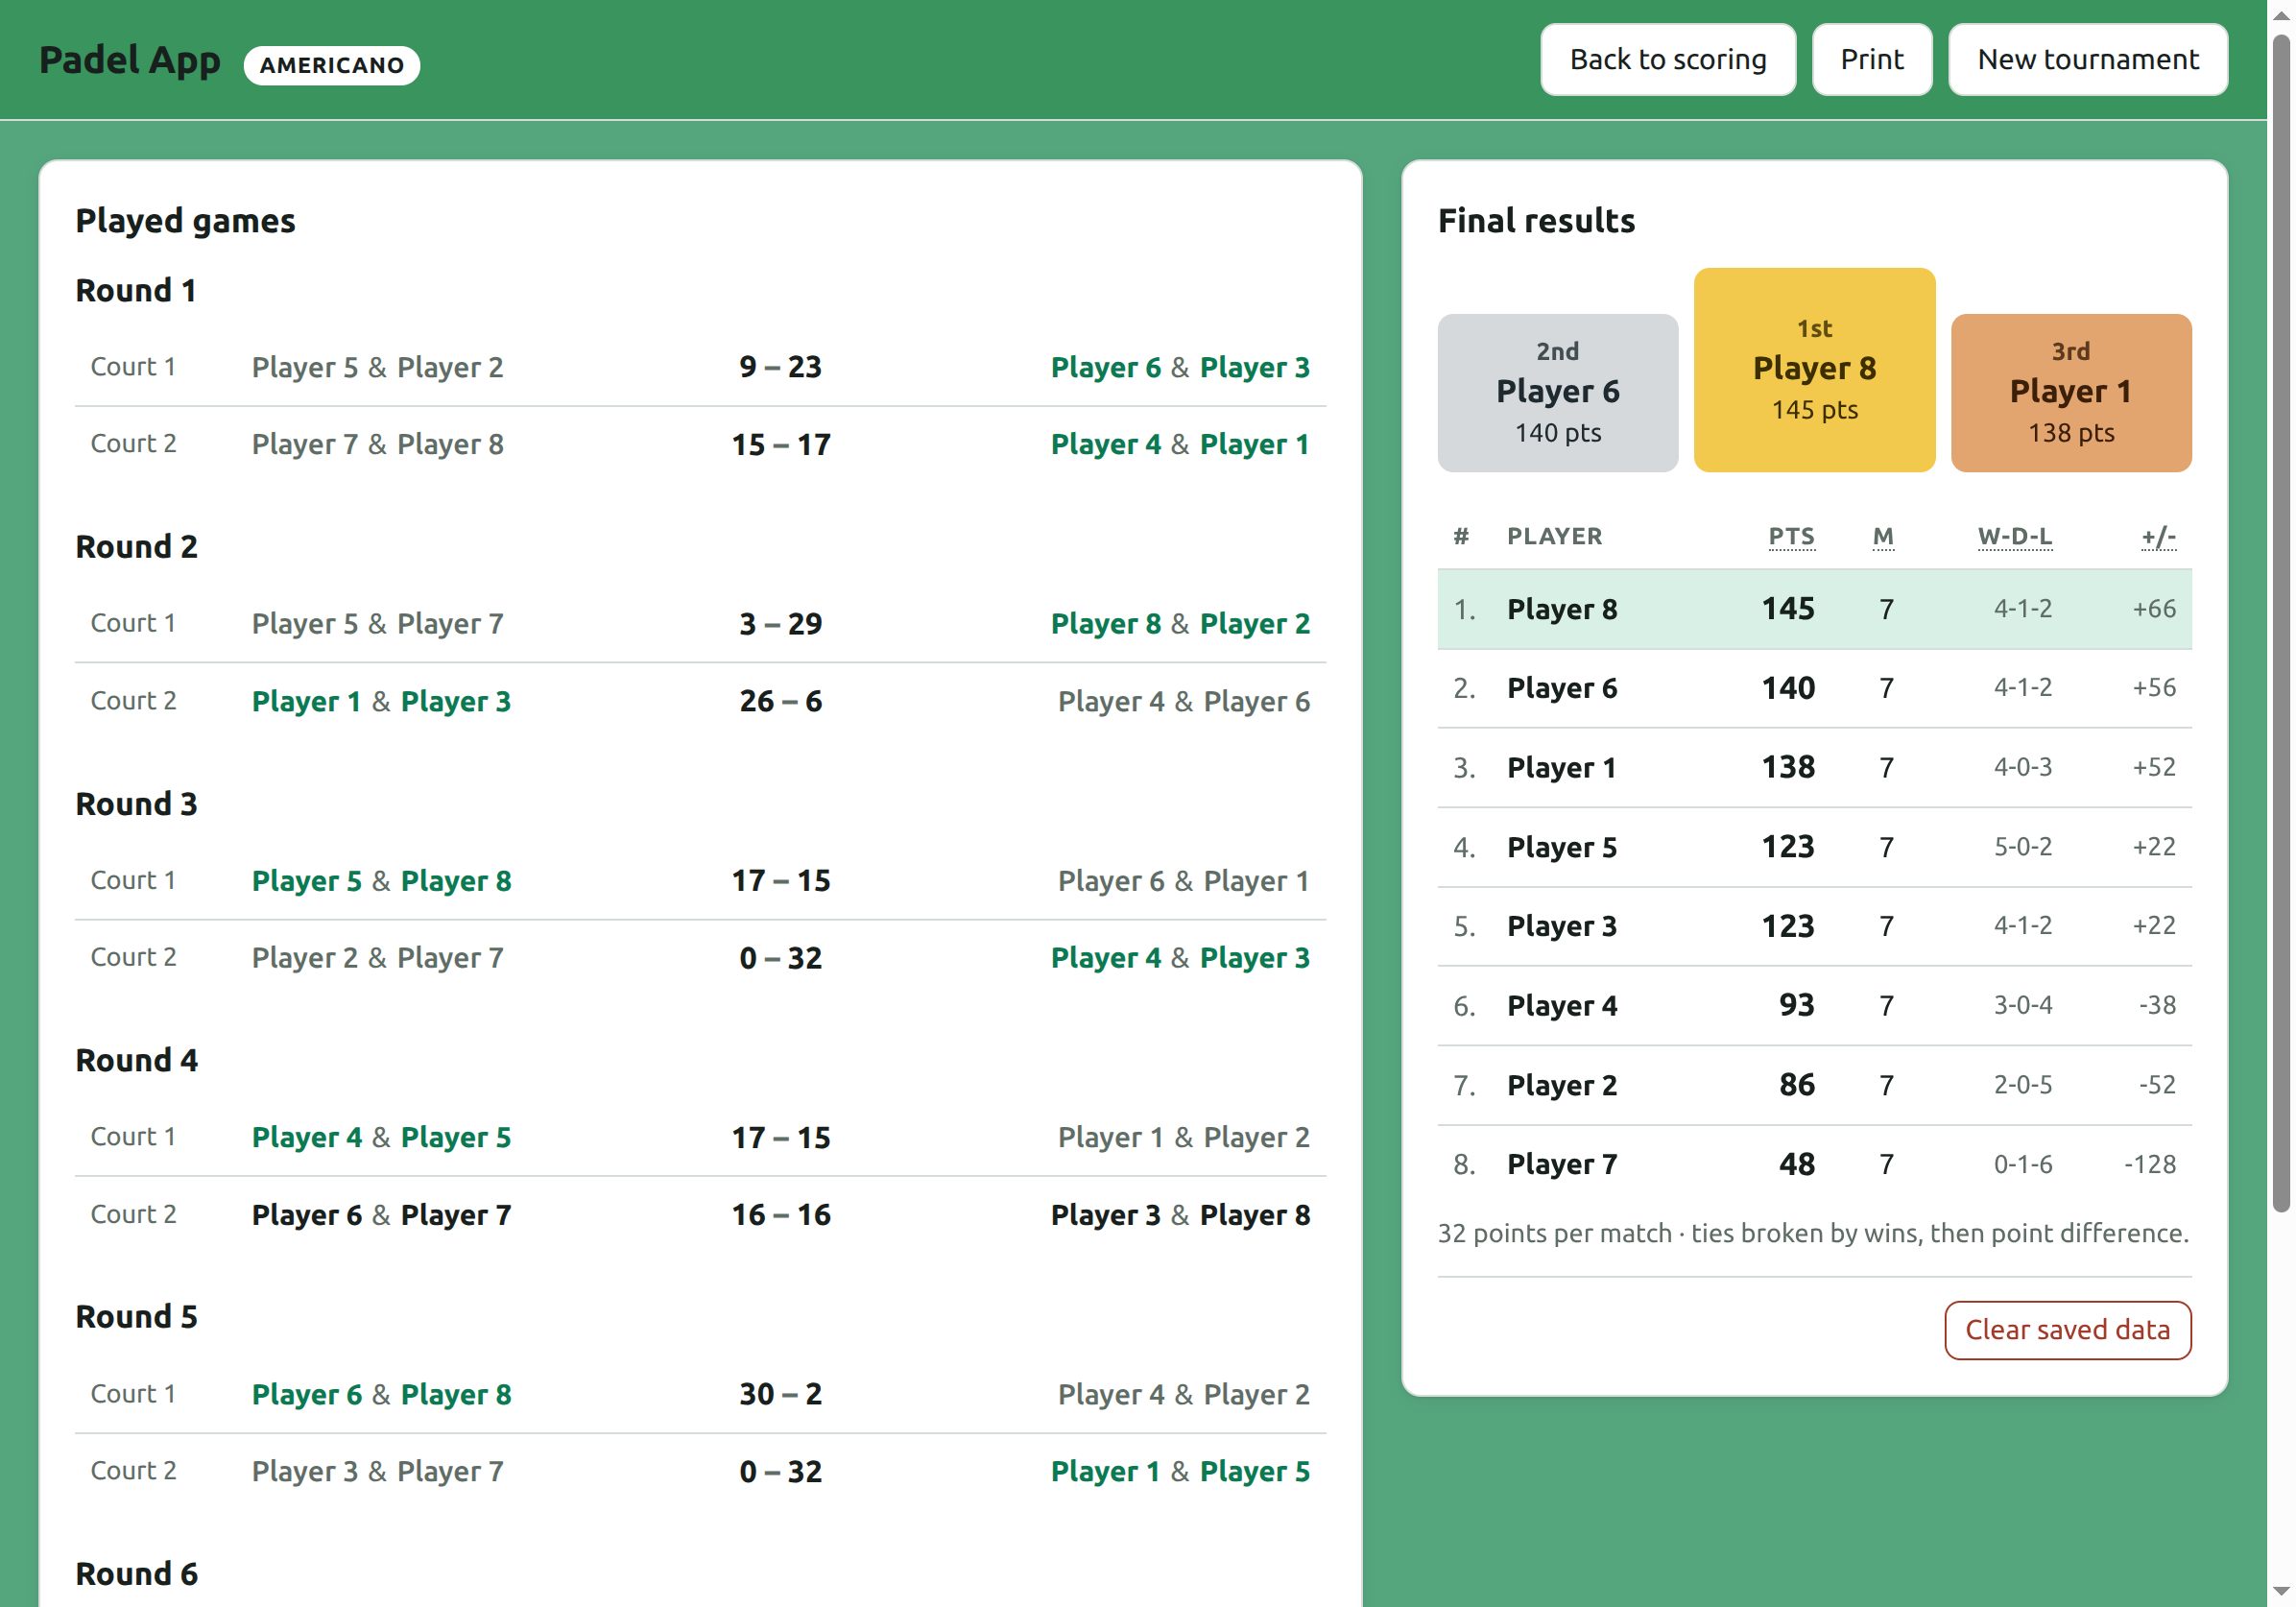 Padel App AMERICANO Back to scoring Print New tournament
Played games
Round 1
Court 1 Player 5 & Player 2 9 – 23 Player 6 & Player 3
Court 2 Player 7 & Player 8 15 – 17 Player 4 & Player 1
Round 2
Court 1 Player 5 & Player 7 3 – 29 Player 8 & Player 2
Court 2 Player 1 & Player 3 26 – 6 Player 4 & Player 6
Round 3
Court 1 Player 5 & Player 8 17 – 15 Player 6 & Player 1
Court 2 Player 2 & Player 7 0 – 32 Player 4 & Player 3
Round 4
Court 1 Player 4 & Player 5 17 – 15 Player 1 & Player 2
Court 2 Player 6 & Player 7 16 – 16 Player 3 & Player 8
Round 5
Court 1 Player 6 & Player 8 30 – 2 Player 4 & Player 2
Court 2 Player 3 & Player 7 0 – 32 Player 1 & Player 5
Round 6
Final results
2nd
Player 6
140 pts
1st
Player 8
145 pts
3rd
Player 1
138 pts
# PLAYER PTS M W-D-L +/-
1. Player 8 145 7 4-1-2 +66
2. Player 6 140 7 4-1-2 +56
3. Player 1 138 7 4-0-3 +52
4. Player 5 123 7 5-0-2 +22
5. Player 3 123 7 4-1-2 +22
6. Player 4 93 7 3-0-4 -38
7. Player 2 86 7 2-0-5 -52
8. Player 7 48 7 0-1-6 -128
32 points per match · ties broken by wins, then point difference.
Clear saved data